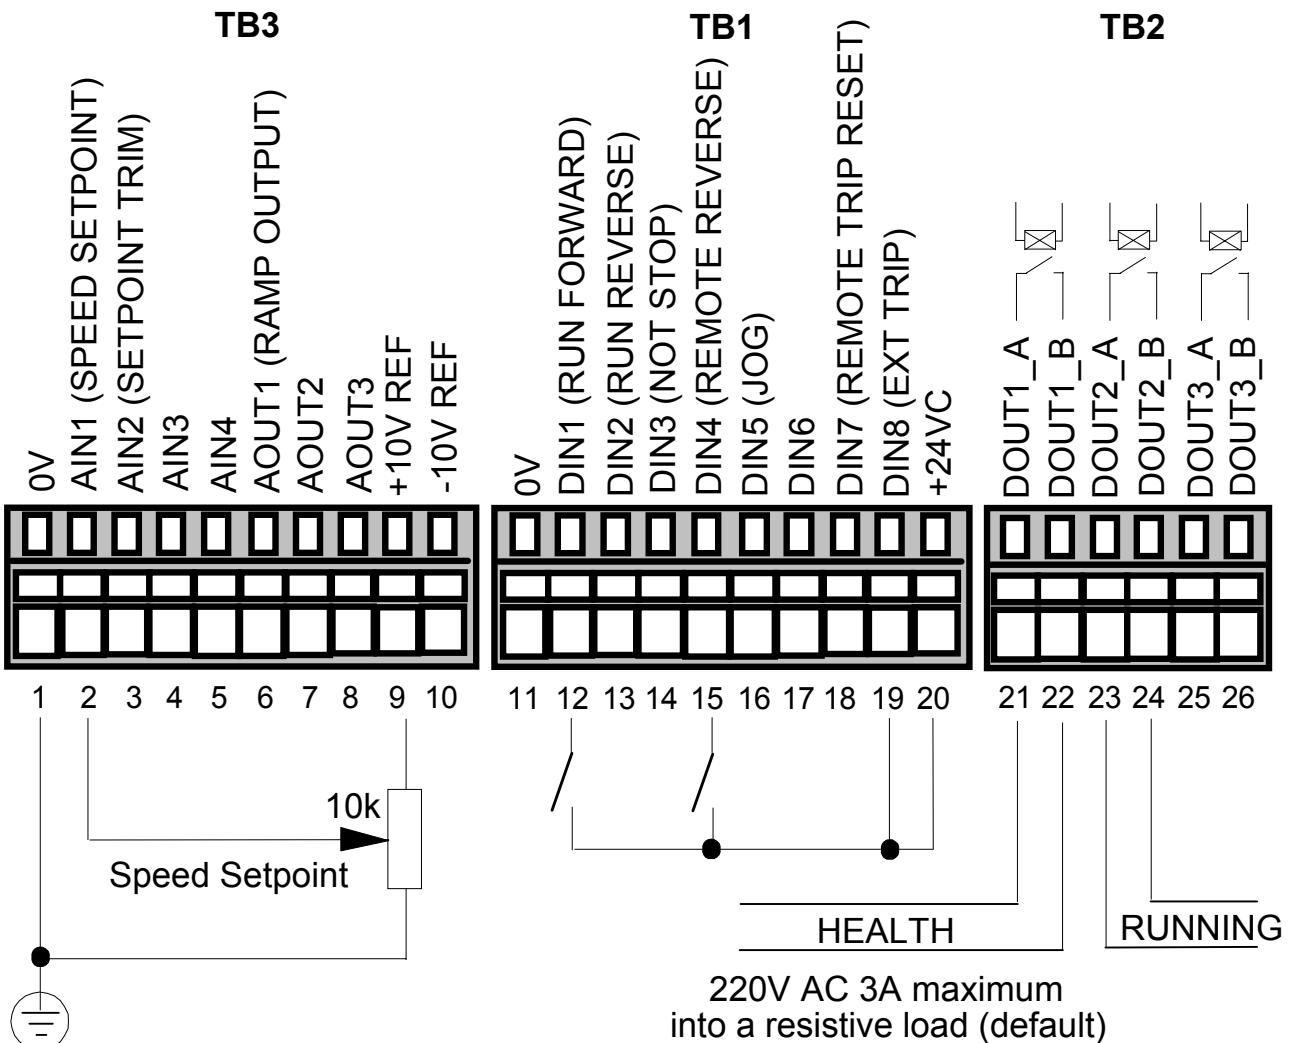 TB3
TB1
TB2
0V
AIN1 (SPEED SETPOINT)
AIN2 (SETPOINT TRIM)
AIN3
AIN4
AOUT1 (RAMP OUTPUT)
AOUT2
AOUT3
+10V REF
-10V REF
0V
DIN1 (RUN FORWARD)
DIN2 (RUN REVERSE)
DIN3 (NOT STOP)
DIN4 (REMOTE REVERSE)
DIN5 (JOG)
DIN6
DIN7 (REMOTE TRIP RESET)
DIN8 (EXT TRIP)
+24VC
DOUT1_A
DOUT1_B
DOUT2_A
DOUT2_B
DOUT3_A
DOUT3_B
1 2 3 4 5 6 7 8 9 10
11 12 13 14 15 16 17 18 19 20
21 22 23 24 25 26
10k
Speed Setpoint
HEALTH
RUNNING
220V AC 3A maximum
into a resistive load (default)